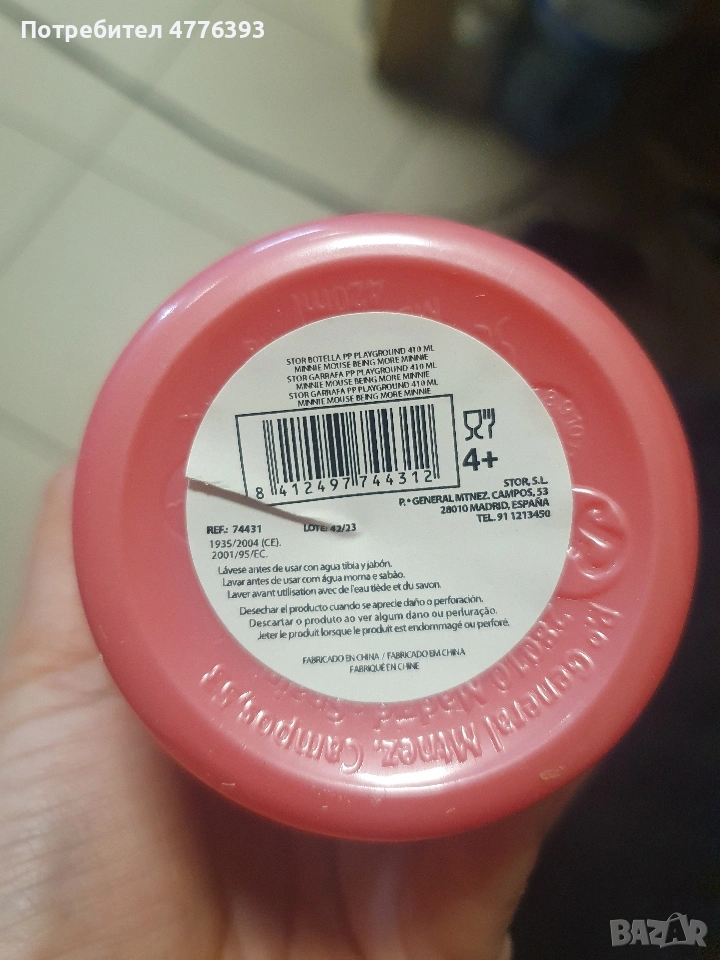 Потребител 4776393
STOR BOTELLA PP PLAYGROUND 410 ML
MINNIE MOUSE BEING MORE MINNIE
STOR GARRAFA PP PLAYGROUND 410 ML
MINNIE MOUSE BEING MORE MINNIE
STOR GARRAFA PP PLAYGROUND 410 ML
MINNIE MOUSE BEING MORE MINNIE
8 412497 744312
4+
STOR, S.L.
P.º GENERAL MTNEZ. CAMPOS, 53
28010 MADRID, ESPAÑA
TEL. 91 1213450
REF.: 74431 LOTE: 42/23
1935/2004 (CE).
2001/95/EC.
Lávese antes de usar con agua tibia y jabón.
Lavar antes de usar com água morna e sabão.
Laver avant utilisation avec de l'eau tiède et du savon.
Desechar el producto cuando se aprecie daño o perforación.
Descartar o produto ao ver algum dano ou perfuração.
Jeter le produit lorsque le produit est endommagé ou perforé.
FABRICADO EN CHINA / FABRICADO EM CHINA
FABRIQUÉ EN CHINE
Pº General Mtnez. Campos, 53
28010 Madrid - Spain
BAZAR